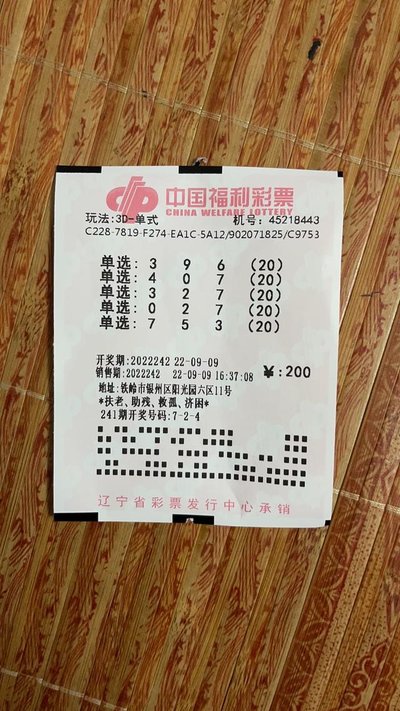 中国福利彩票
CHINA WELFARE LOTTERY
玩法:3D-单式 机号: 45218443
C228-7819-F274-EA1C-5A12/902071825/C9753
单选: 3 9 6 (20)
单选: 4 0 7 (20)
单选: 3 2 7 (20)
单选: 0 2 7 (20)
单选: 7 5 3 (20)
开奖期:2022242 22-09-09
销售期:2022242 22-09-09 16:37:08 ¥:200
地址:铁岭市银州区阳光园六区11号
*扶老、助残、救孤、济困*
241期开奖号码:7-2-4
辽宁省彩票发行中心承销